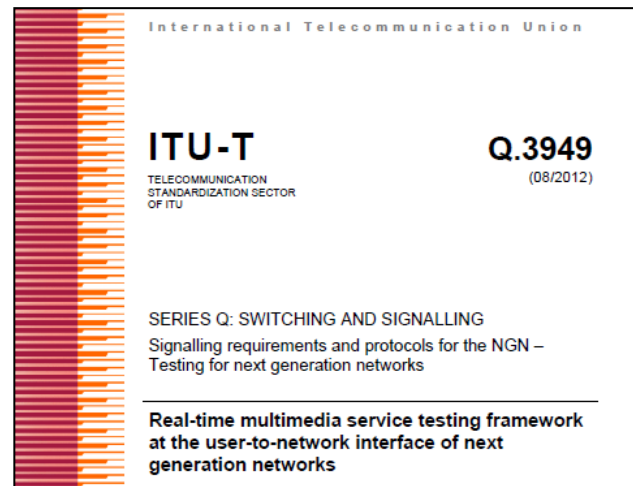 International Telecommunication Union
ITU-T
Q.3949
TELECOMMUNICATION
(08/2012)
STANDARDIZATION SECTOR
OF ITU
SERIES Q: SWITCHING AND SIGNALLING
Signalling requirements and protocols for the NGN –
Testing for next generation networks
Real-time multimedia service testing framework
at the user-to-network interface of next
generation networks